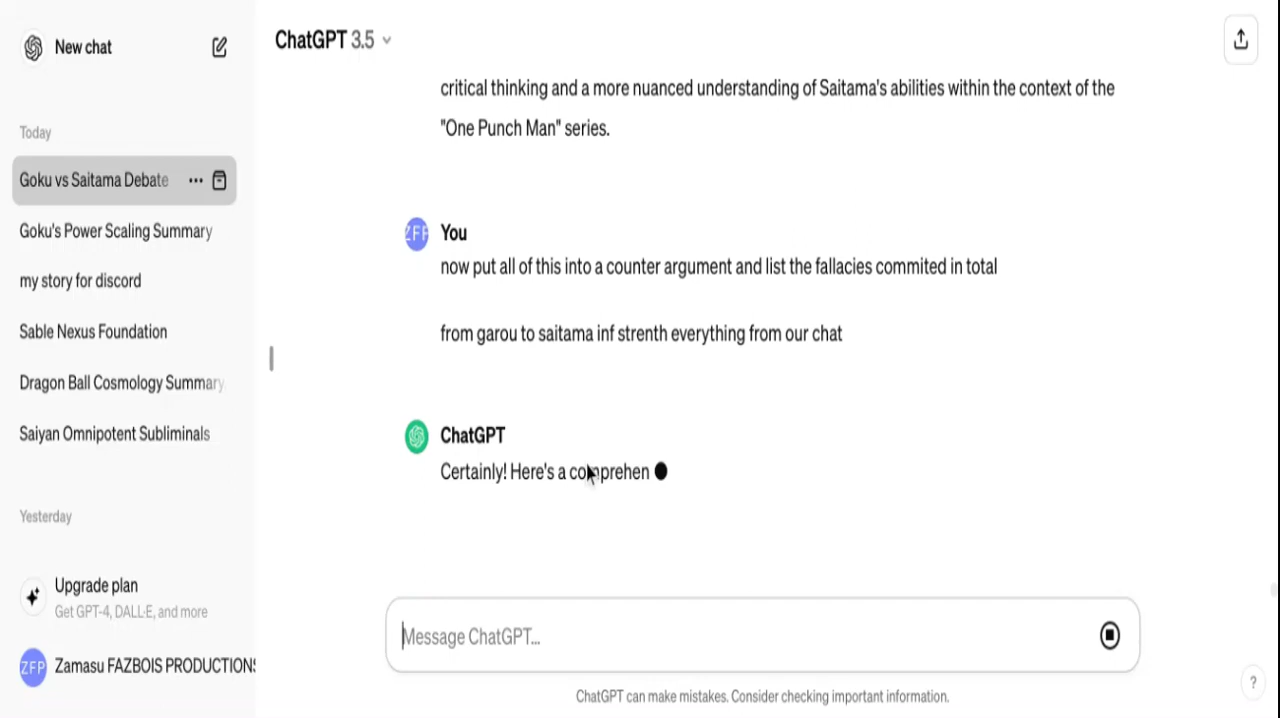 New chat
Today
Goku vs Saitama Debate
Goku's Power Scaling Summary
my story for discord
Sable Nexus Foundation
Dragon Ball Cosmology Summary
Saiyan Omnipotent Subliminals
Yesterday
Upgrade plan
Get GPT-4, DALL·E, and more
ZFP
Zamasu FAZBOIS PRODUCTIONS
ChatGPT 3.5
critical thinking and a more nuanced understanding of Saitama's abilities within the context of the
"One Punch Man" series.
ZFP
You
now put all of this into a counter argument and list the fallacies commited in total
from garou to saitama inf strenth everything from our chat
ChatGPT
Certainly! Here's a comprehen
Message ChatGPT...
ChatGPT can make mistakes. Consider checking important information.
?